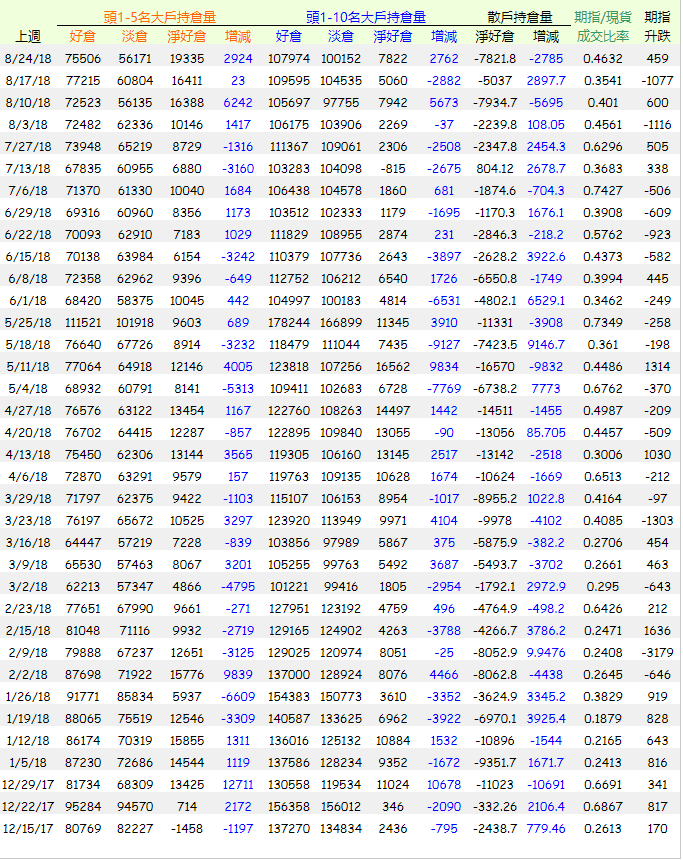 頭1-5名大戶持倉量 頭1-10名大戶持倉量 散戶持倉量 期指/現貨 期指
上週 好倉 淡倉 淨好倉 增減 好倉 淡倉 淨好倉 增減 淨好倉 增減 成交比率 升跌
8/24/18 75506 56171 19335 2924 107974 100152 7822 2762 -7821.8 -2785 0.4632 459
8/17/18 77215 60804 16411 23 109595 104535 5060 -2882 -5037 2897.7 0.3541 -1077
8/10/18 72523 56135 16388 6242 105697 97755 7942 5673 -7934.7 -5695 0.401 600
8/3/18 72482 62336 10146 1417 106175 103906 2269 -37 -2239.8 108.05 0.4561 -1116
7/27/18 73948 65219 8729 -1316 111367 109061 2306 -2508 -2347.8 2454.3 0.6296 505
7/13/18 67835 60955 6880 -3160 103283 104098 -815 -2675 804.12 2678.7 0.3683 338
7/6/18 71370 61330 10040 1684 106438 104578 1860 681 -1874.6 -704.3 0.7427 -506
6/29/18 69316 60960 8356 1173 103512 102333 1179 -1695 -1170.3 1676.1 0.3908 -609
6/22/18 70093 62910 7183 1029 111829 108955 2874 231 -2846.3 -218.2 0.5762 -923
6/15/18 70138 63984 6154 -3242 110379 107736 2643 -3897 -2628.2 3922.6 0.4373 -582
6/8/18 72358 62962 9396 -649 112752 106212 6540 1726 -6550.8 -1749 0.3994 445
6/1/18 68420 58375 10045 442 104997 100183 4814 -6531 -4802.1 6529.1 0.3462 -249
5/25/18 111521 101918 9603 689 178244 166899 11345 3910 -11331 -3908 0.7349 -258
5/18/18 76640 67726 8914 -3232 118479 111044 7435 -9127 -7423.5 9146.7 0.361 -198
5/11/18 77064 64918 12146 4005 123818 107256 16562 9834 -16570 -9832 0.4486 1314
5/4/18 68932 60791 8141 -5313 109411 102683 6728 -7769 -6738.2 7773 0.6762 -370
4/27/18 76576 63122 13454 1167 122760 108263 14497 1442 -14511 -1455 0.4987 -209
4/20/18 76702 64415 12287 -857 122895 109840 13055 -90 -13056 85.705 0.4457 -509
4/13/18 75450 62306 13144 3565 119305 106160 13145 2517 -13142 -2518 0.3006 1030
4/6/18 72870 63291 9579 157 119763 109135 10628 1674 -10624 -1669 0.6513 -212
3/29/18 71797 62375 9422 -1103 115107 106153 8954 -1017 -8955.2 1022.8 0.4164 -97
3/23/18 76197 65672 10525 3297 123920 113949 9971 4104 -9978 -4102 0.4085 -1303
3/16/18 64447 57219 7228 -839 103856 97989 5867 375 -5875.9 -382.2 0.2706 454
3/9/18 65530 57463 8067 3201 105255 99763 5492 3687 -5493.7 -3702 0.2661 463
3/2/18 62213 57347 4866 -4795 101221 99416 1805 -2954 -1792.1 2972.9 0.295 -643
2/23/18 77651 67990 9661 -271 127951 123192 4759 496 -4764.9 -498.2 0.6426 212
2/15/18 81048 71116 9932 -2719 129165 124902 4263 -3788 -4266.7 3786.2 0.2471 1636
2/9/18 79888 67237 12651 -3125 129025 120974 8051 -25 -8052.9 9.9476 0.2408 -3179
2/2/18 87698 71922 15776 9839 137000 128924 8076 4466 -8062.8 -4438 0.2645 -646
1/26/18 91771 85834 5937 -6609 154383 150773 3610 -3352 -3624.9 3345.2 0.3829 919
1/19/18 88065 75519 12546 -3309 140587 133625 6962 -3922 -6970.1 3925.4 0.1879 828
1/12/18 86174 70319 15855 1311 136016 125132 10884 1532 -10896 -1544 0.2165 643
1/5/18 87230 72686 14544 1119 137586 128234 9352 -1672 -9351.7 1671.7 0.2413 816
12/29/17 81734 68309 13425 12711 130558 119534 11024 10678 -11023 -10691 0.6691 341
12/22/17 95284 94570 714 2172 156358 156012 346 -2090 -332.26 2106.4 0.6867 817
12/15/17 80769 82227 -1458 -1197 137270 134834 2436 -795 -2438.7 779.46 0.2613 170